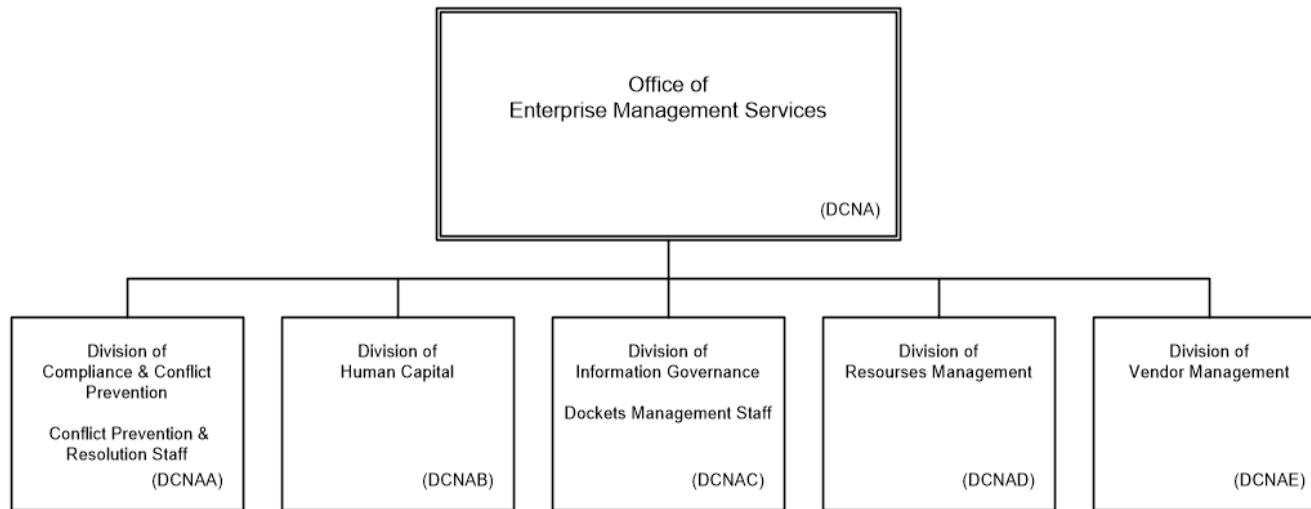 Office of
Enterprise Management Services
(DCNA)
Division of
Compliance & Conflict
Prevention
Conflict Prevention &
Resolution Staff
(DCNAA)
Division of
Human Capital
(DCNAB)
Division of
Information Governance
Dockets Management Staff
(DCNAC)
Division of
Resourses Management
(DCNAD)
Division of
Vendor Management
(DCNAE)